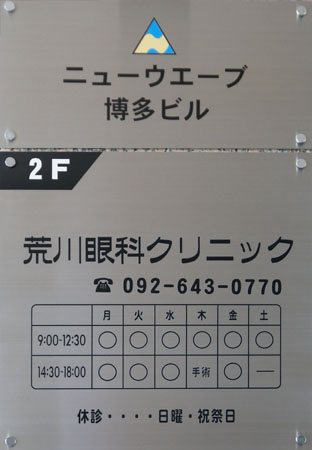 ニューウエーブ
博多ビル
2F
荒川眼科クリニック
☎ 092-643-0770
月 火 水 木 金 土
9:00-12:30 ○ ○ ○ ○ ○ ○
14:30-18:00 ○ ○ ○ 手術 ○ —
休診・・・・日曜・祝祭日